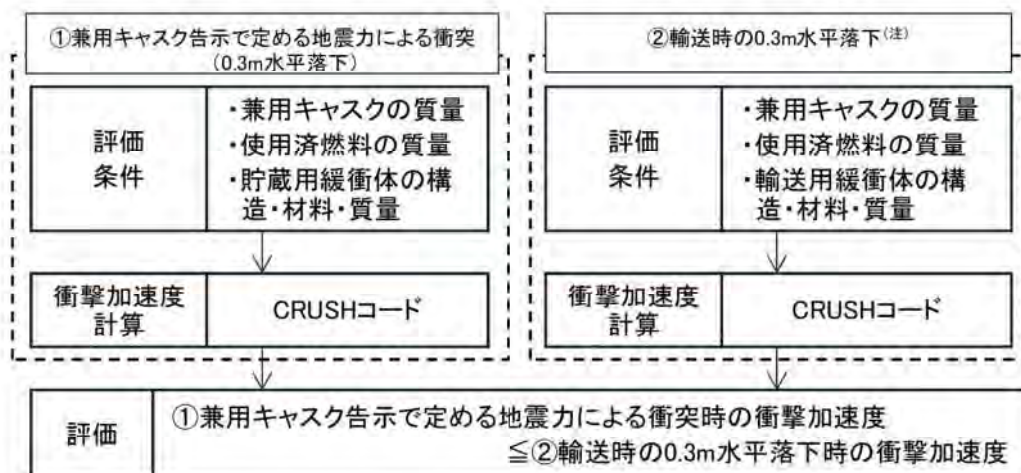 ①兼用キャスク告示で定める地震力による衝突
(0.3m水平落下)
評価
条件
・兼用キャスクの質量
・使用済燃料の質量
・貯蔵用緩衝体の構
造・材料・質量
衝撃加速度
計算
CRUSHコード
②輸送時の0.3m水平落下(注)
評価
条件
・兼用キャスクの質量
・使用済燃料の質量
・輸送用緩衝体の構
造・材料・質量
衝撃加速度
計算
CRUSHコード
評価
①兼用キャスク告示で定める地震力による衝突時の衝撃加速度
≦②輸送時の0.3m水平落下時の衝撃加速度